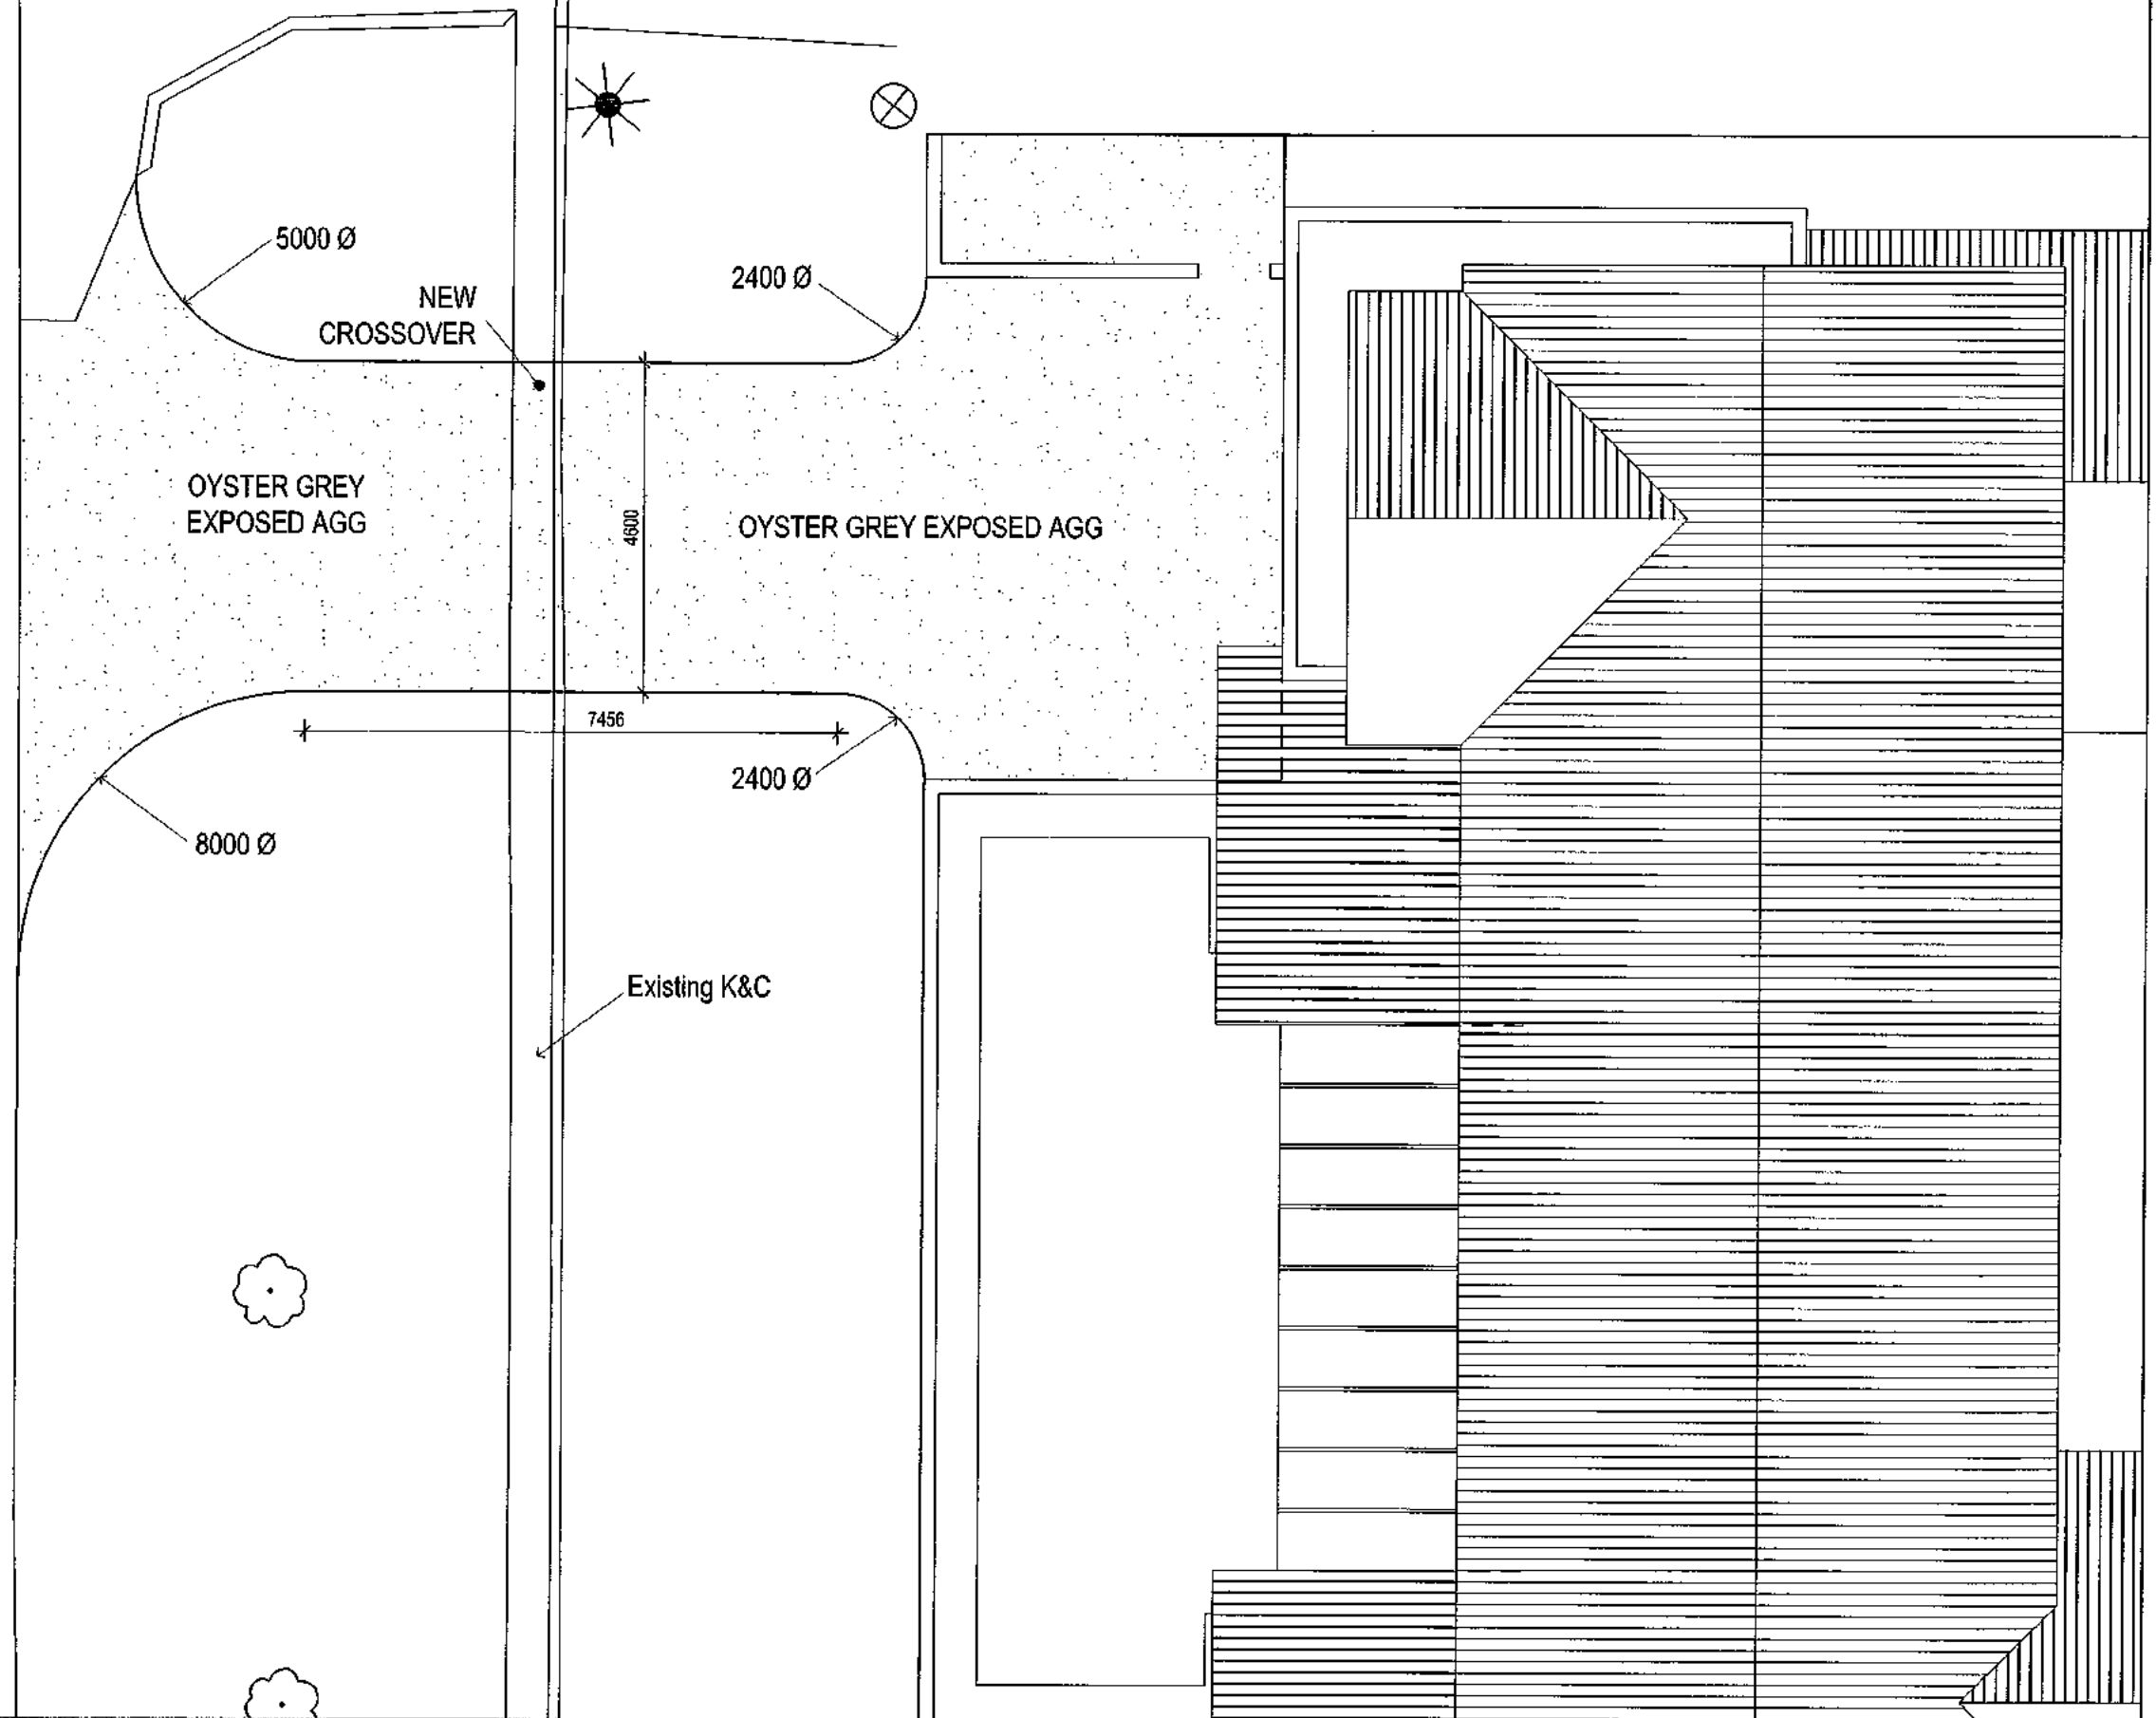 5000 Ø
2400 Ø
NEW
CROSSOVER
OYSTER GREY
EXPOSED AGG
4600
OYSTER GREY EXPOSED AGG
7456
2400 Ø
8000 Ø
Existing K&C